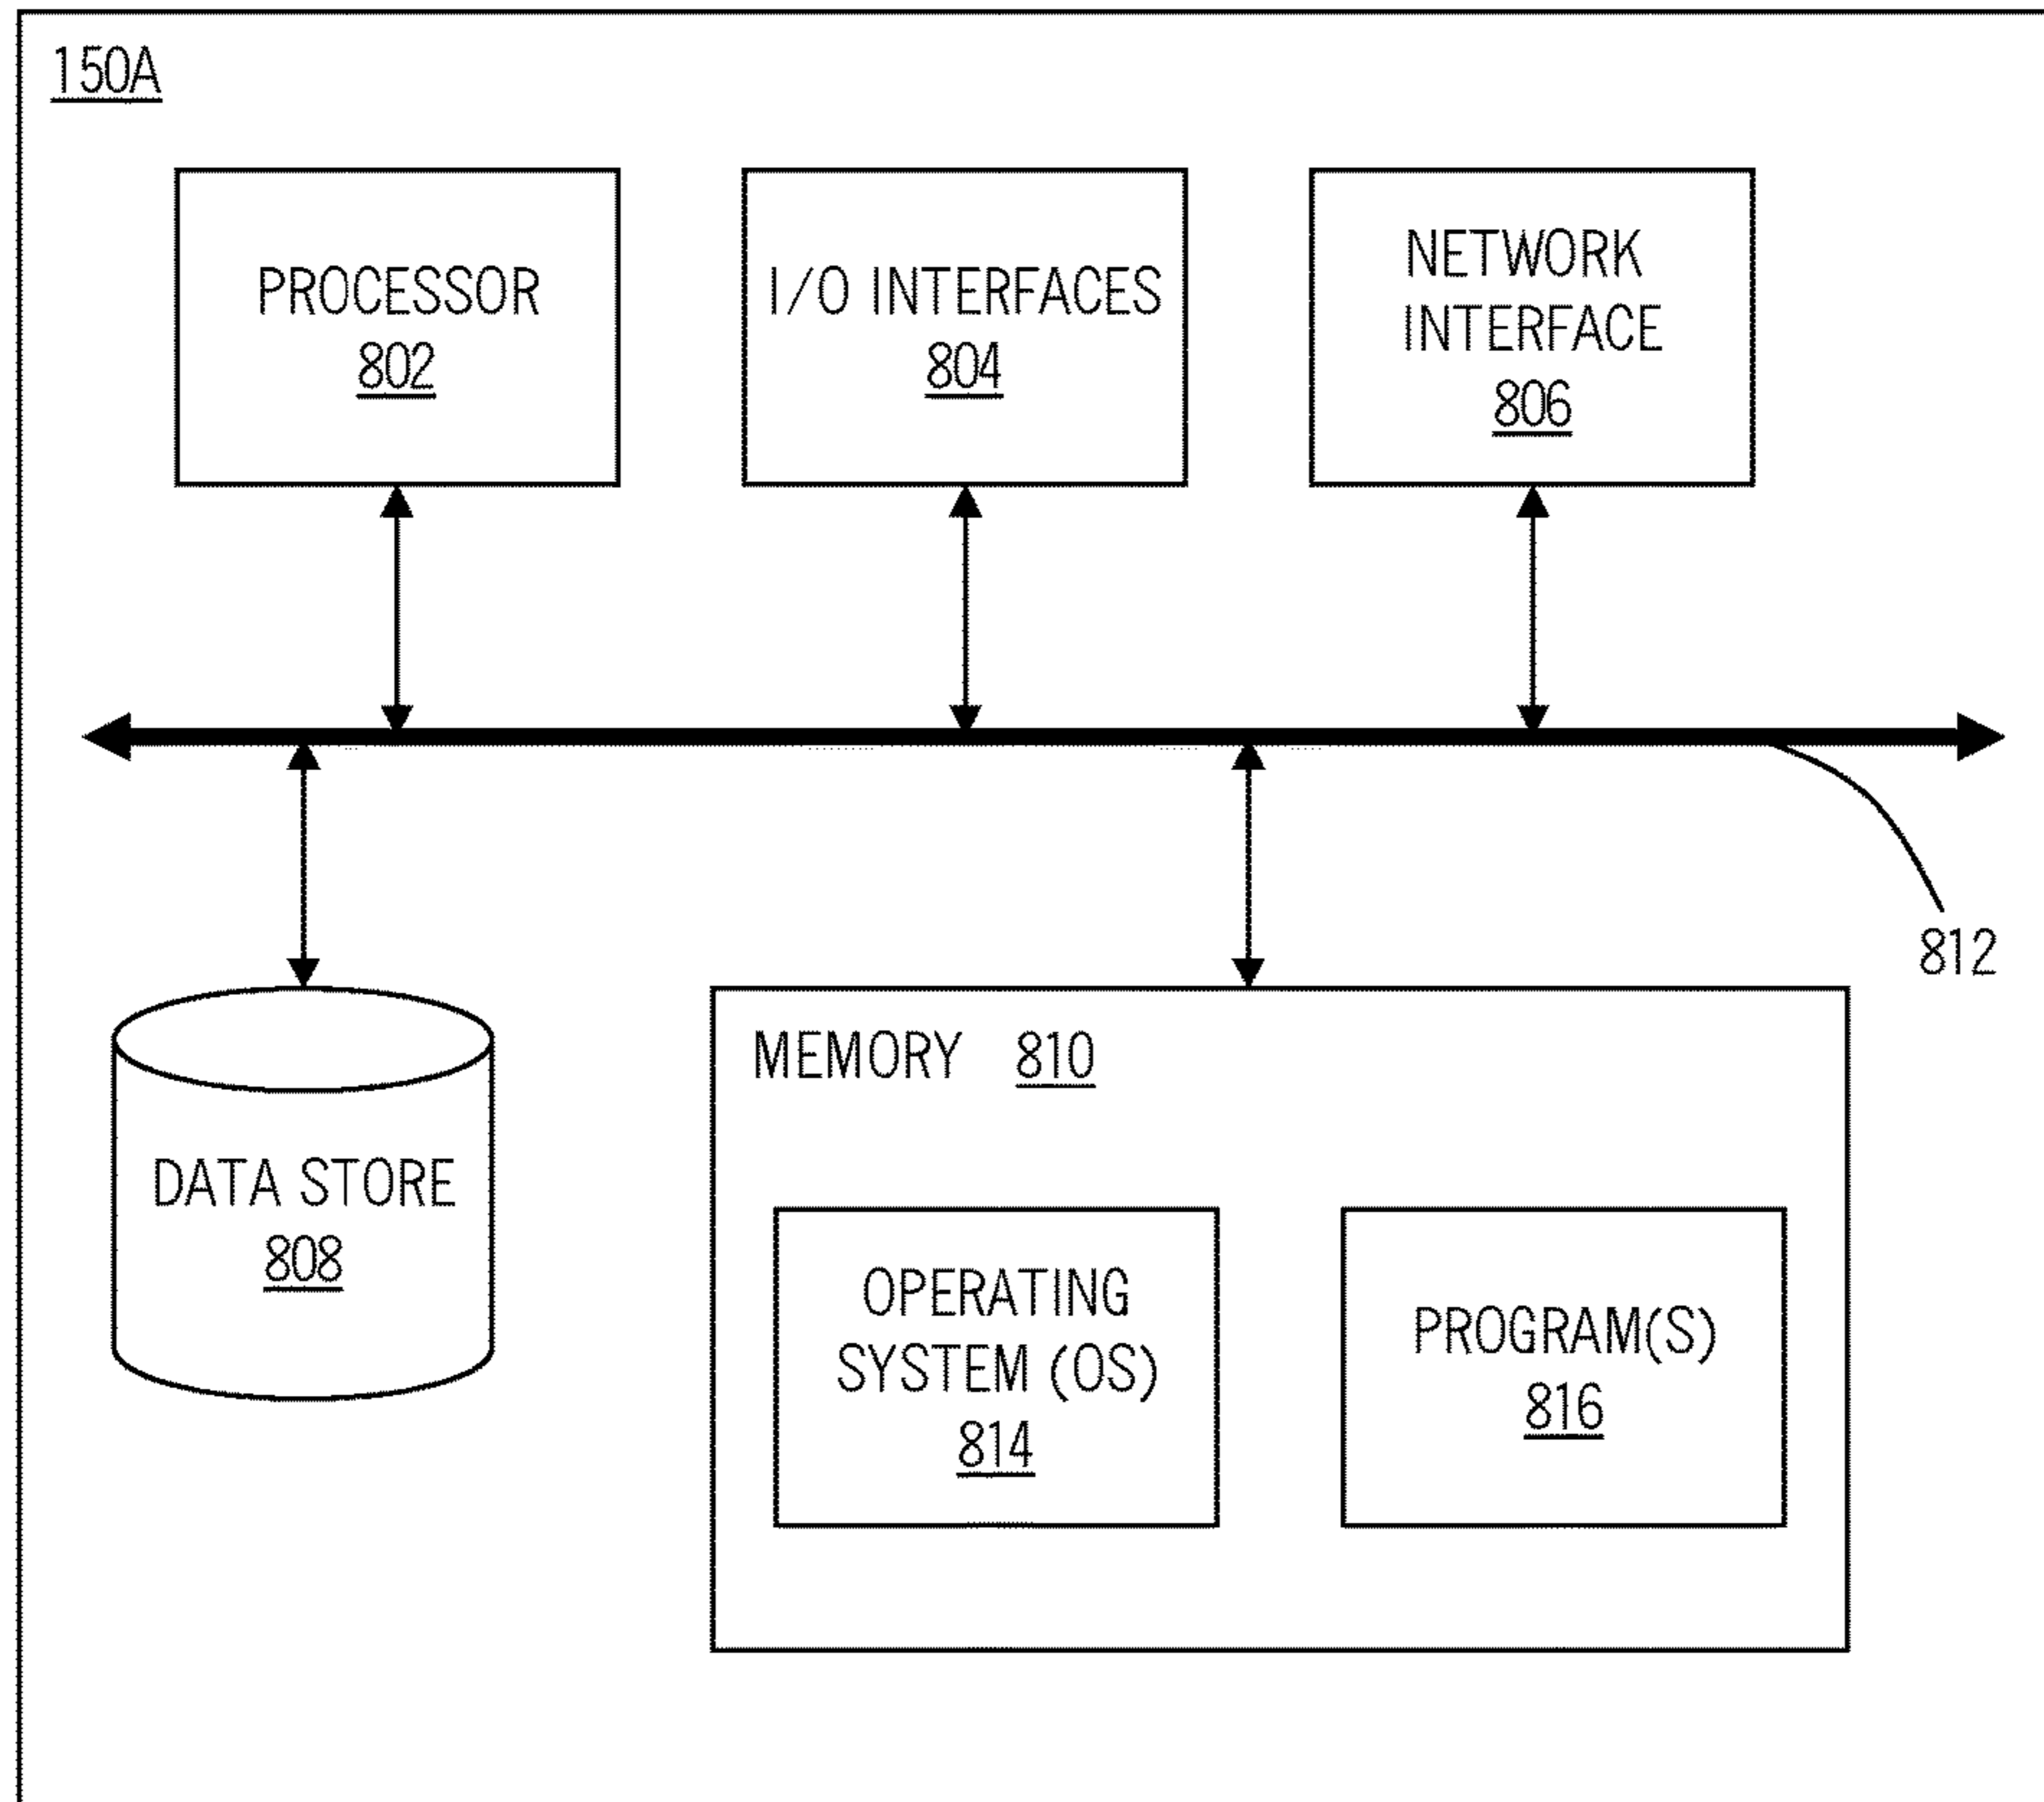 150A
PROCESSOR
802
I/O INTERFACES
804
NETWORK
INTERFACE
806
812
DATA STORE
808
MEMORY 810
OPERATING
SYSTEM (OS)
814
PROGRAM(S)
816